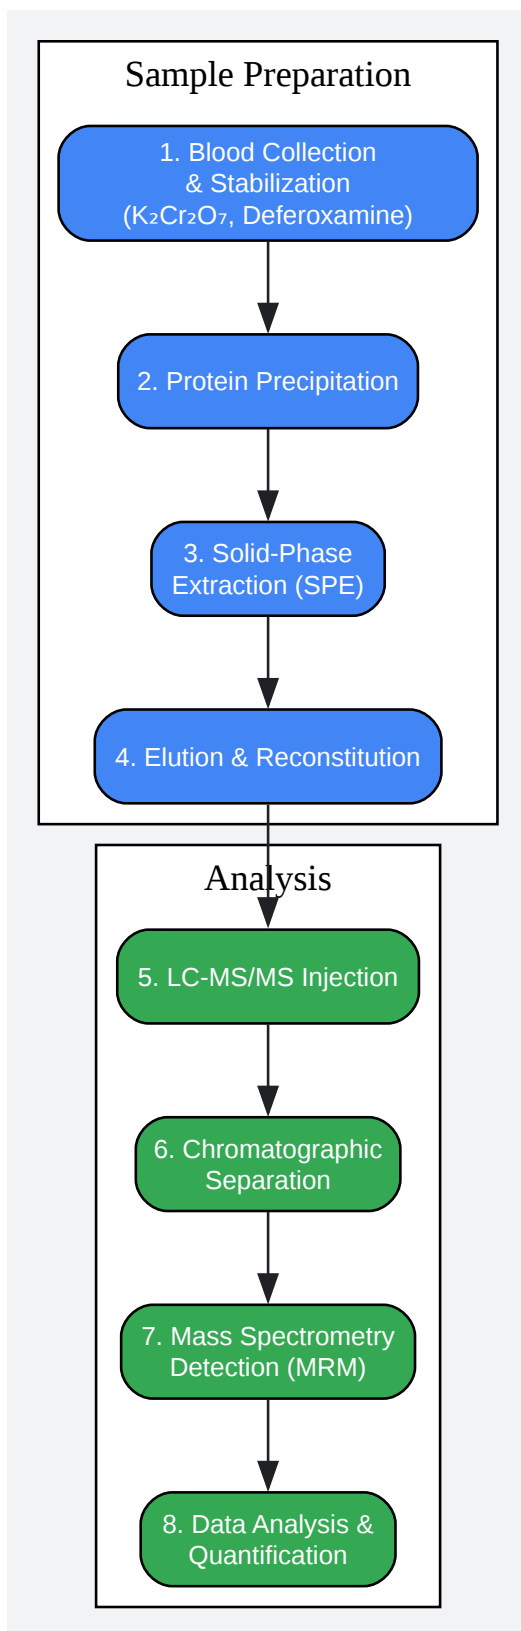 Sample Preparation
1. Blood Collection
& Stabilization
(K₂Cr₂O₇, Deferoxamine)
2. Protein Precipitation
3. Solid-Phase
Extraction (SPE)
4. Elution & Reconstitution
Analysis
5. LC-MS/MS Injection
6. Chromatographic
Separation
7. Mass Spectrometry
Detection (MRM)
8. Data Analysis &
Quantification